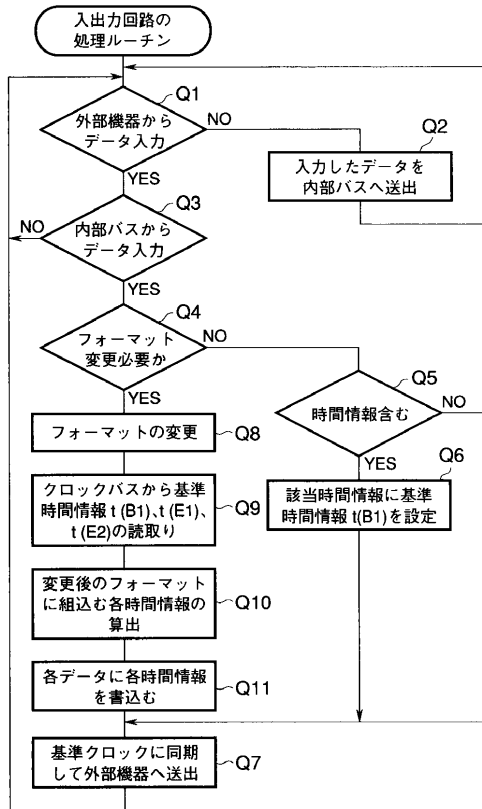 入出力回路の
処理ルーチン
Q1
外部機器から
データ入力
NO
YES
Q2
入力したデータを
内部バスへ送出
Q3
内部バスから
データ入力
NO
YES
Q4
フォーマット
変更必要か
NO
YES
Q5
時間情報含む
NO
YES
Q6
該当時間情報に基準
時間情報 t(B1)を設定
フォーマットの変更
Q8
クロックバスから基準
時間情報 t (B1)、t (E1)、
t (E2)の読取り
Q9
変更後のフォーマット
に組込む各時間情報の
算出
Q10
各データに各時間情報
を書込む
Q11
基準クロックに同期
して外部機器へ送出
Q7